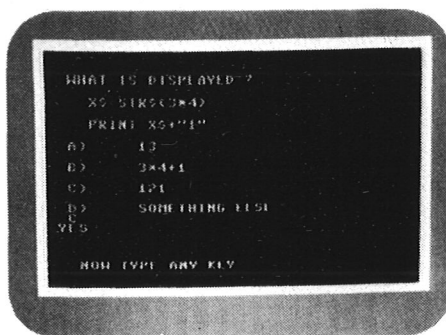 WHAT IS DISPLAYED ?
X$ STR$(3*4)
PRINT X$+"1"
A) 13
B) 3*4+1
C) 121
D) SOMETHING ELSE
C
YES
NOW TYPE ANY KEY